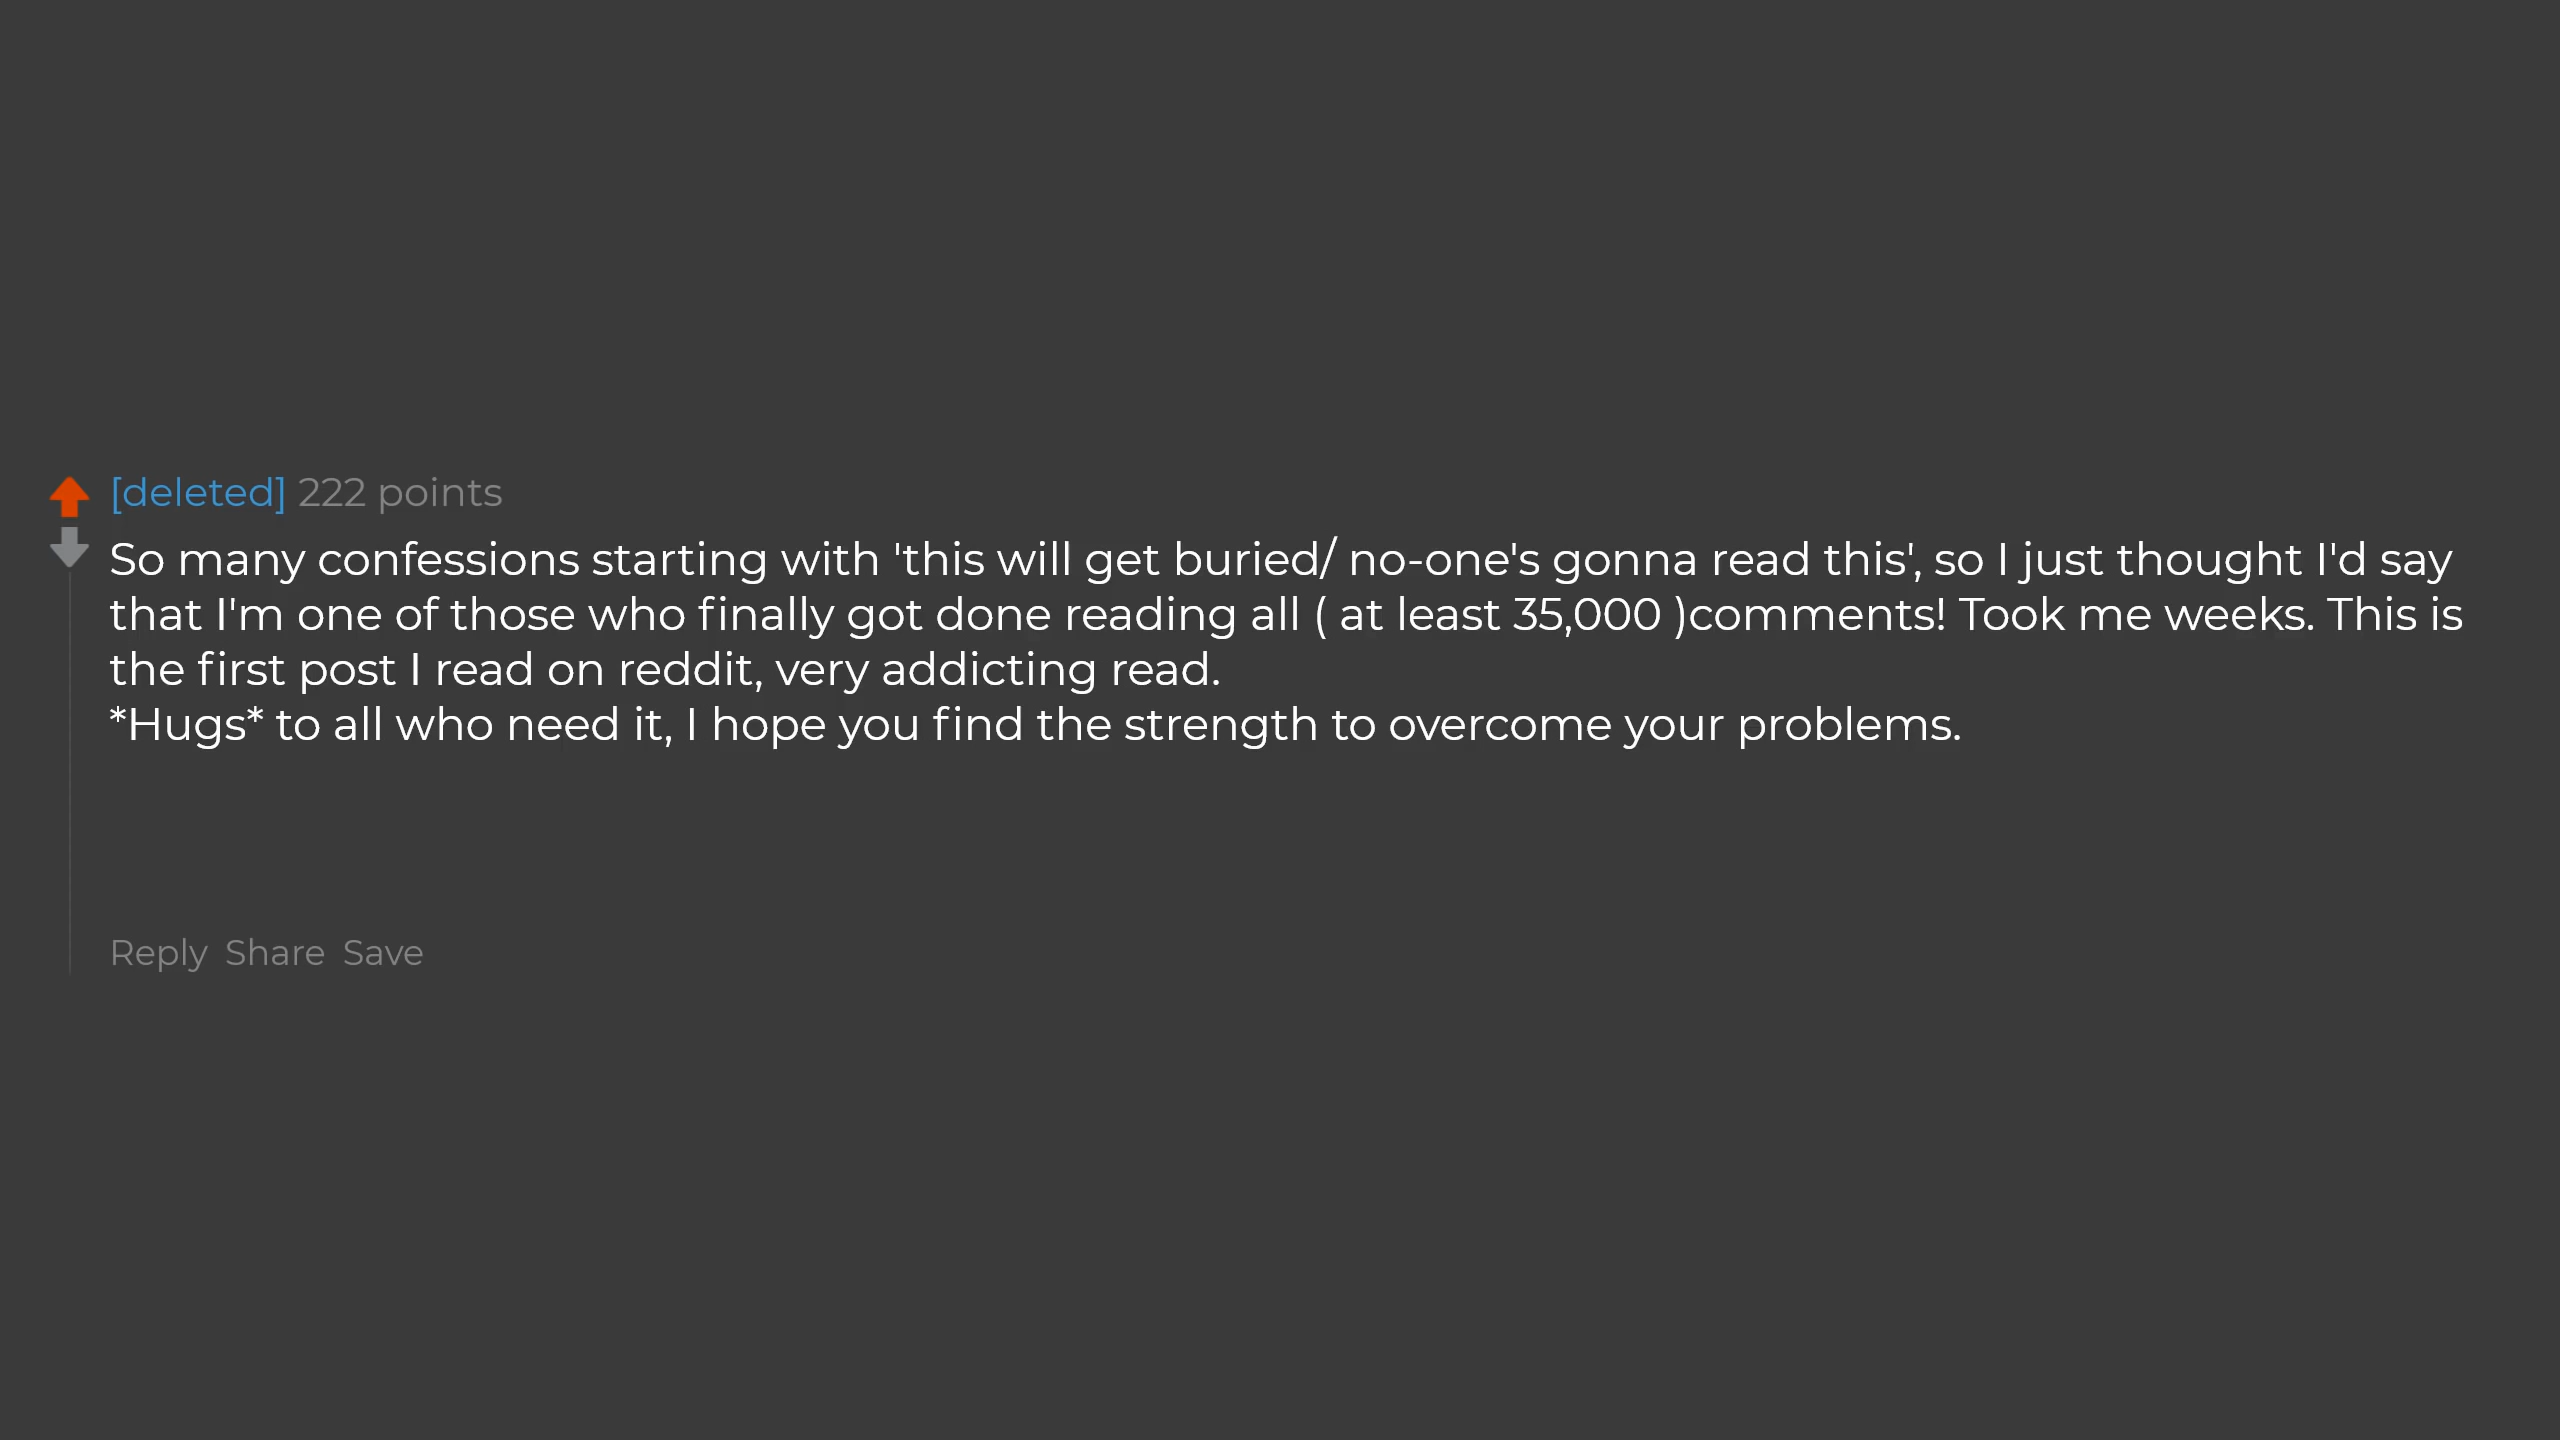 [deleted] 222 points
So many confessions starting with 'this will get buried/ no-one's gonna read this', so I just thought I'd say
that I'm one of those who finally got done reading all ( at least 35,000 )comments! Took me weeks. This is
the first post I read on reddit, very addicting read.
*Hugs* to all who need it, I hope you find the strength to overcome your problems.
Reply Share Save